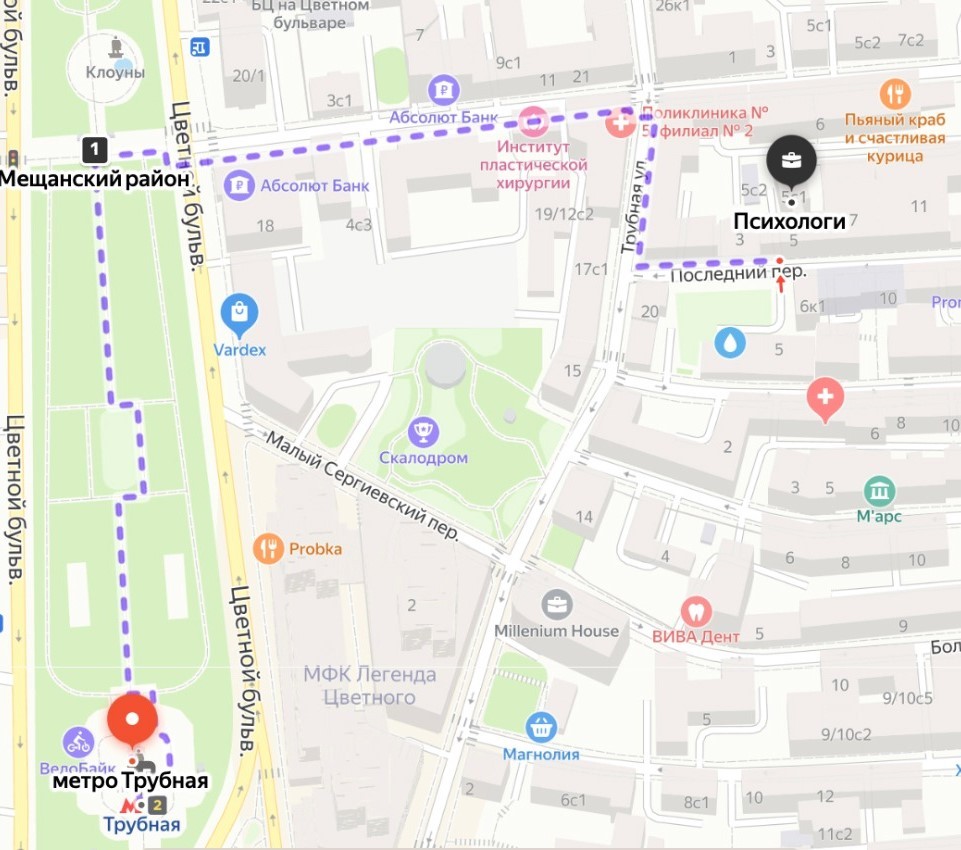 22с1
БЦ на Цветном
бульваре
7
26к1
5с1
5с2
7с2
ой бульв.
1
3
9с1
11
21
20/1
3с1
Клоуны
Абсолют Банк
Цветной бульв.
Поликлиника №
5, филиал № 2
6
Пьяный краб
и счастливая
курица
1
Институт
пластической
хирургии
Мещанский район
Абсолют Банк
18
4с3
19/12с2
Трубная ул.
5с2
5с1
Психологи
7
11
3
5
17с1
Последний пер.
20
6к1
10
Pron
Vardex
5
15
Цветной бульв.
Малый Сергиевский пер.
Скалодром
2
6
8
10
3
5
М'арс
14
Probka
4
6
8
10
Цветной бульв.
2
Millenium House
ВИВА Дент
5
9
Бол
МФК Легенда
Цветного
10
9/10с5
5
9/10с2
ВелоБайк
метро Трубная
2
Трубная
Магнолия
2
6с1
8с1
10
12
11с2